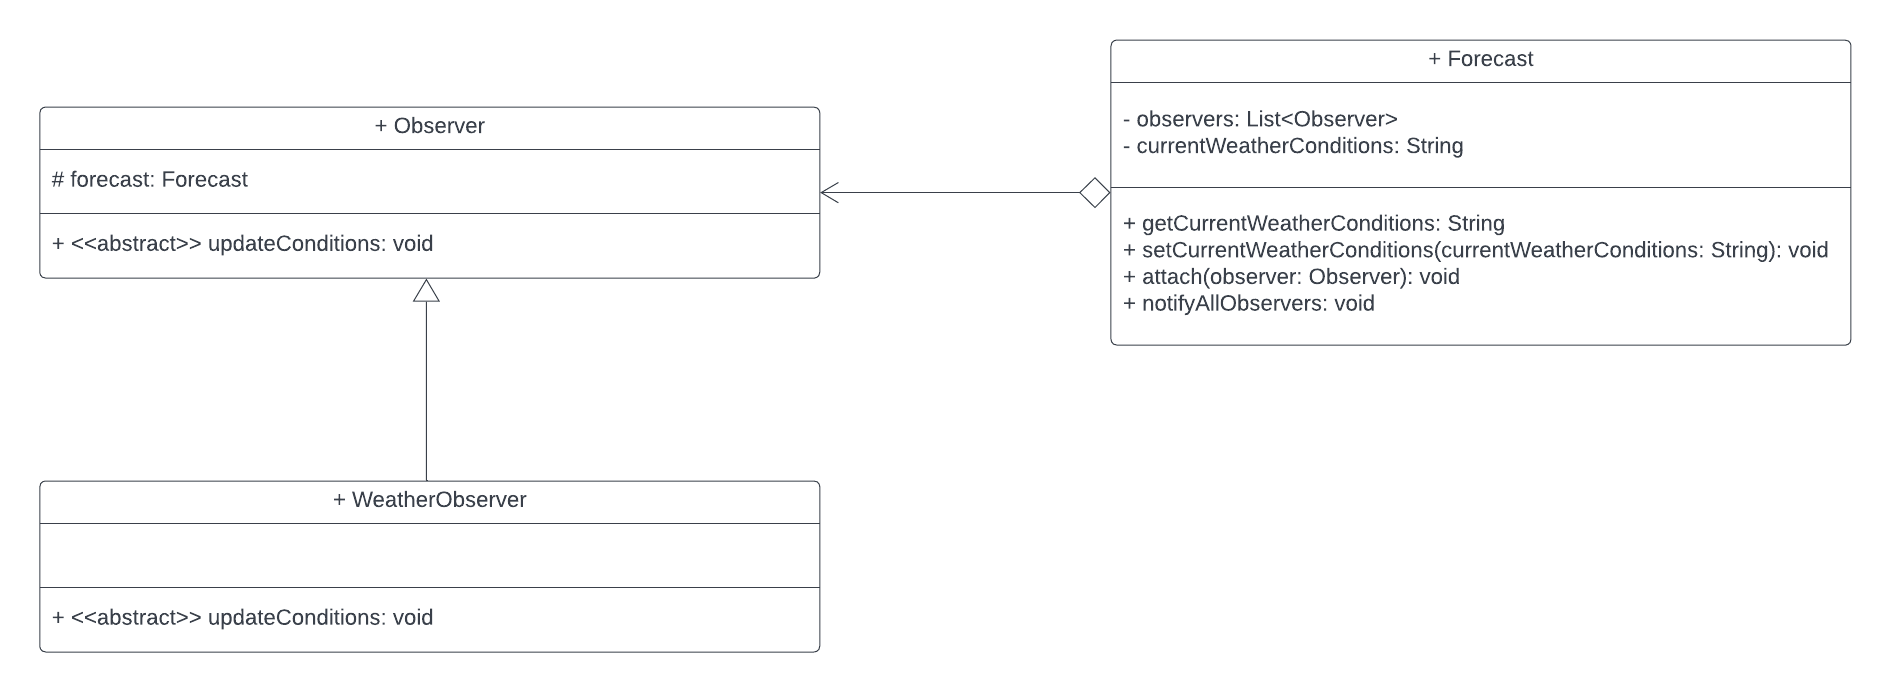 + Observer
# forecast: Forecast
+ <<abstract>> updateConditions: void
+ Forecast
- observers: List<Observer>
- currentWeatherConditions: String
+ getCurrentWeatherConditions: String
+ setCurrentWeatherConditions(currentWeatherConditions: String): void
+ attach(observer: Observer): void
+ notifyAllObservers: void
+ WeatherObserver
+ <<abstract>> updateConditions: void